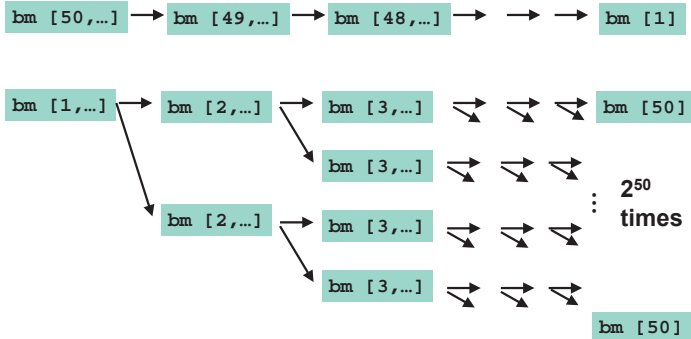 bm [50,…] bm [49,…] bm [48,…] bm [1]
bm [1,…] bm [2,…] bm [3,…] bm [50]
bm [3,…]
⋮ 2⁵⁰
times
bm [2,…] bm [3,…]
bm [3,…]
bm [50]